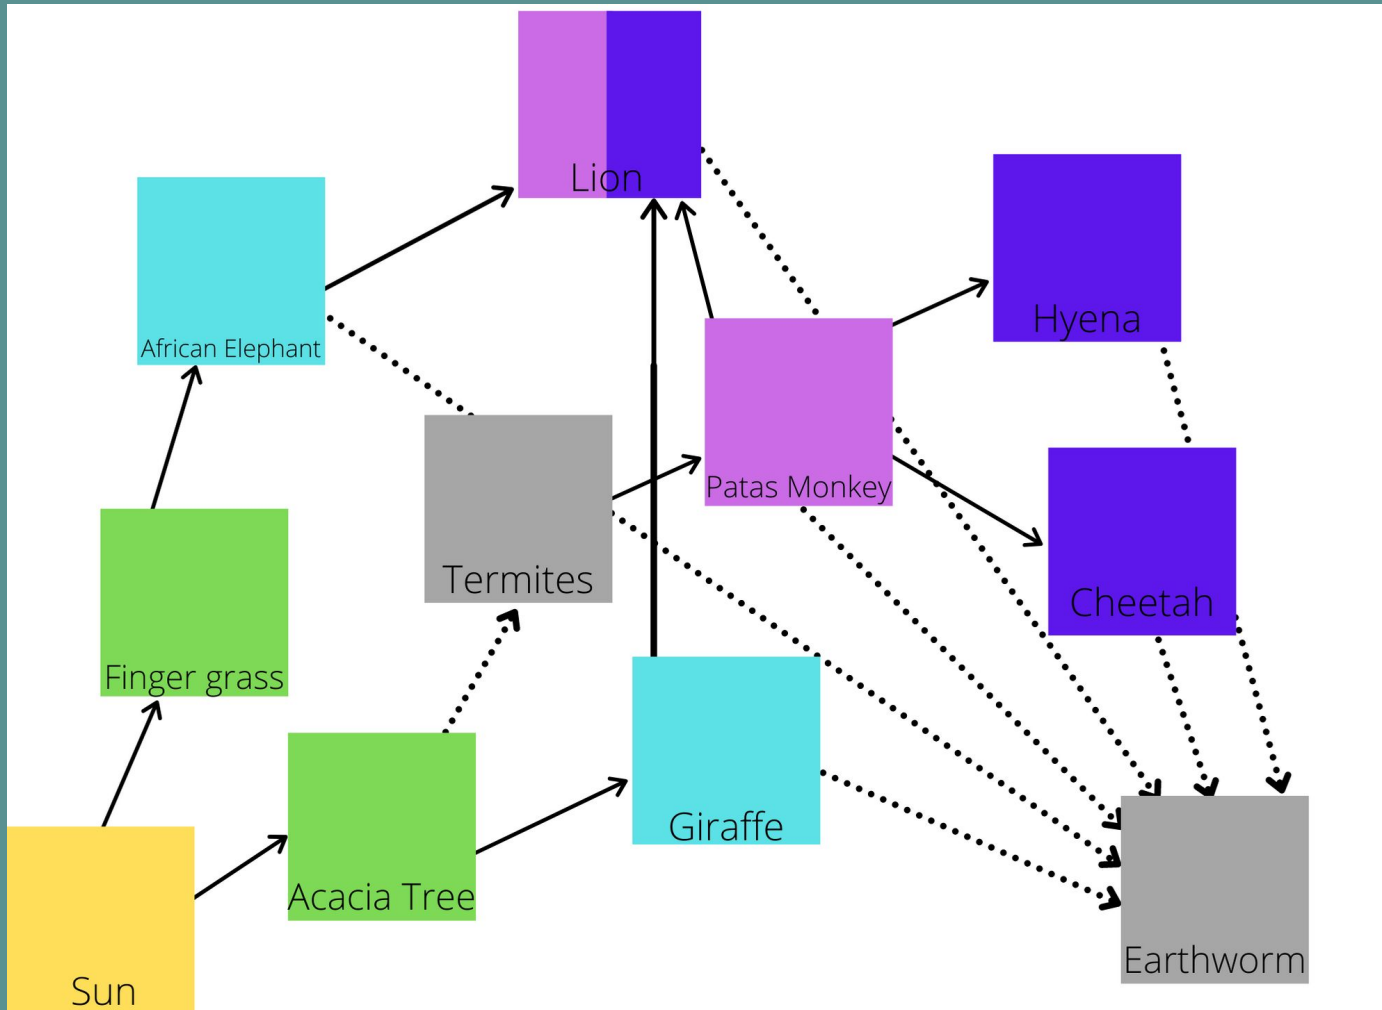 Lion
Hyena
African Elephant
Patas Monkey
Termites
Cheetah
Finger grass
Giraffe
Acacia Tree
Earthworm
Sun